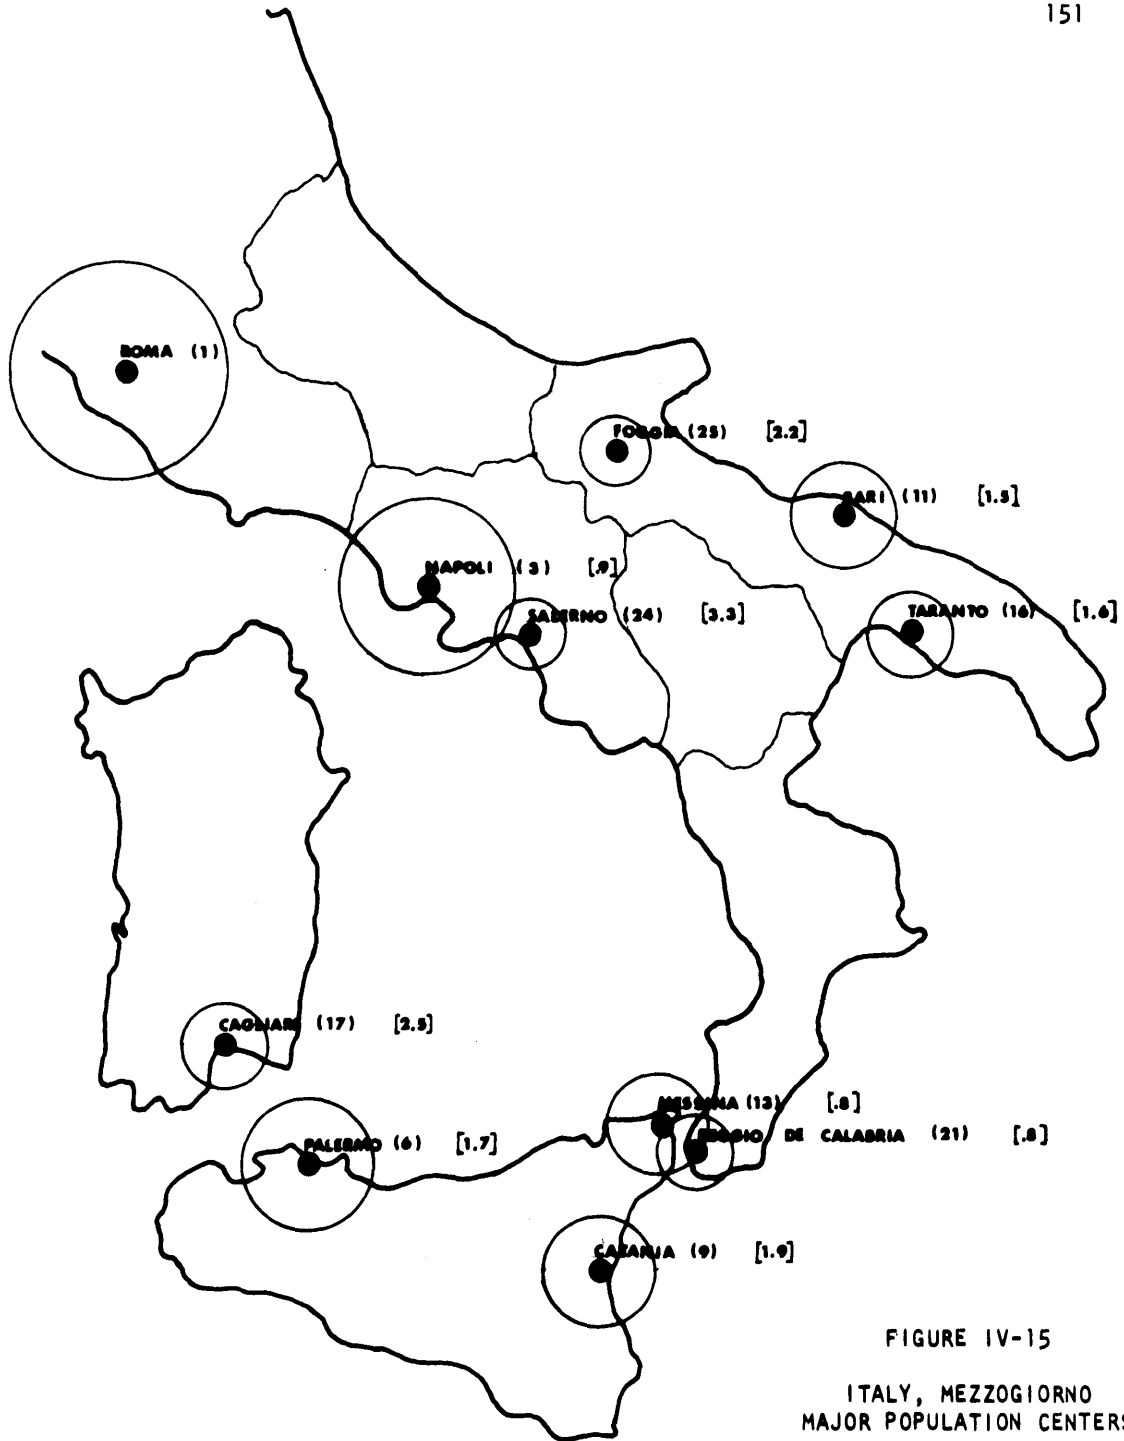 151
ROMA (1)
FOGGIA (25) [2.2]
BARI (11) [1.5]
NAPOLI (3) [.9]
SALERNO (24) [3.3]
TARANTO (16) [1.6]
CAGLIARI (17) [2.5]
MESSINA (13) [.8]
REGGIO DE CALABRIA (21) [.8]
PALERMO (6) [1.7]
CATANIA (9) [1.9]
FIGURE IV-15
ITALY, MEZZOGIORNO
MAJOR POPULATION CENTERS